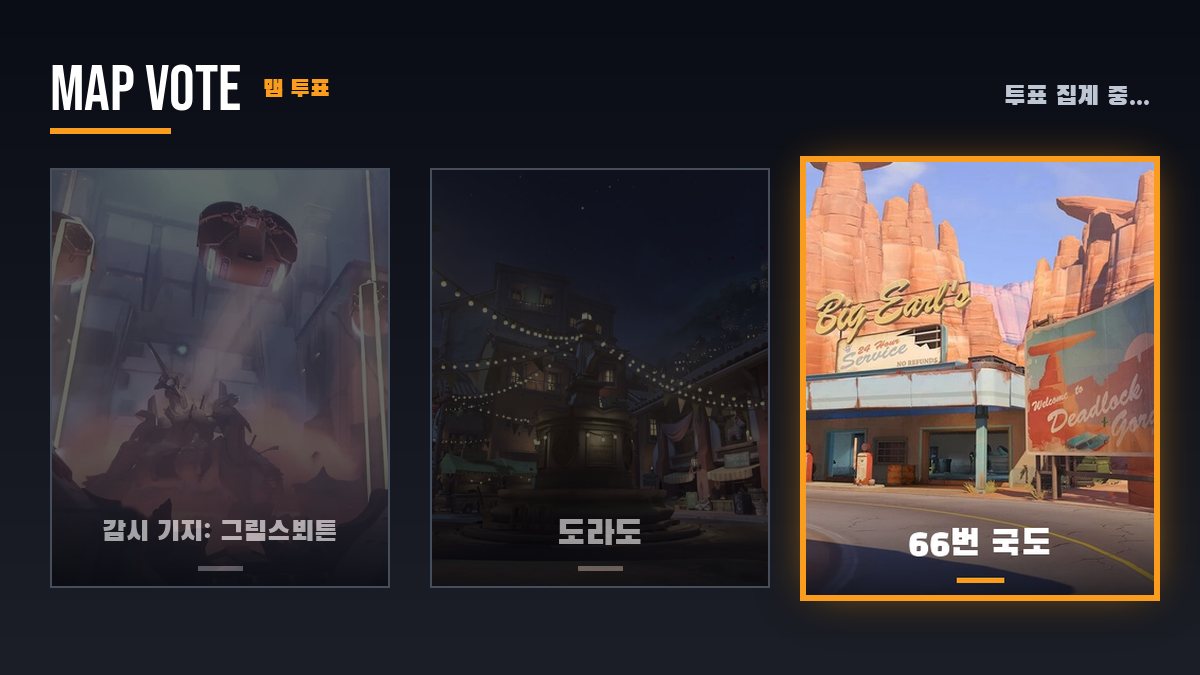 MAP VOTE
맵 투표
투표 집계 중...
Big Earl's
24 Hour
Service
NO REFUNDS
Welcome to
Deadlock
감시 기지: 그릴스뵈튼
도라도
66번 국도